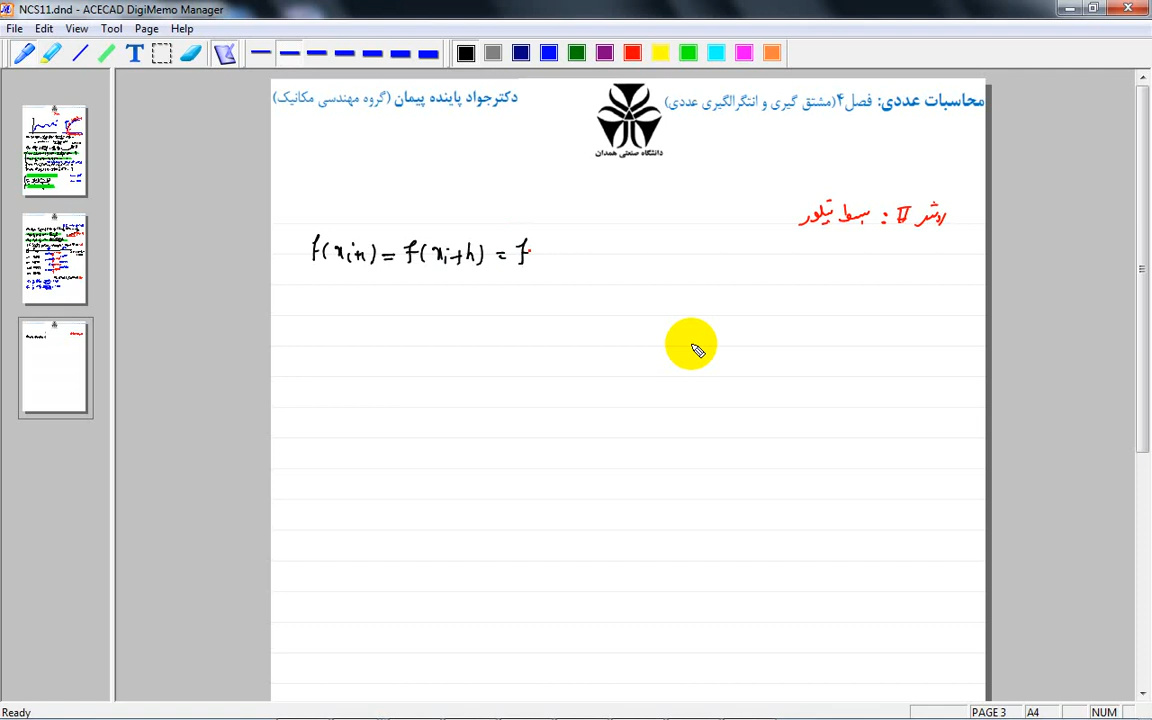 NCS11.dnd - ACECAD DigiMemo Manager
File Edit View Tool Page Help
محاسبات عددی: فصل۴(مشتق گیری و انتگرالگیری عددی)
دکترجواد پاینده پیمان (گروه مهندسی مکانیک)
دانشگاه صنعتی همدان
روش II : بسط تیلور
f(xi+1) = f(xi+h) = f
Ready PAGE 3 A4 NUM